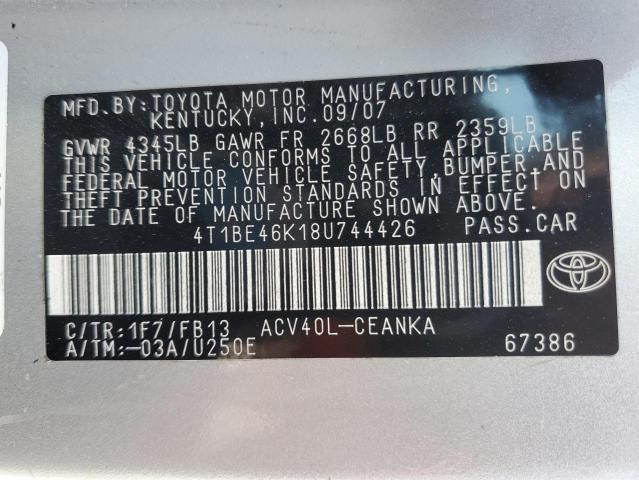 MFD.BY:TOYOTA MOTOR MANUFACTURING,
KENTUCKY,INC.09/07
GVWR 4345LB GAWR FR 2668LB RR 2359LB
THIS VEHICLE CONFORMS TO ALL APPLICABLE
FEDERAL MOTOR VEHICLE SAFETY,BUMPER,AND
THEFT PREVENTION STANDARDS IN EFFECT ON
THE DATE OF MANUFACTURE SHOWN ABOVE.
4T1BE46K18U744426 PASS.CAR
C/TR:1F7/FB13 ACV40L-CEANKA
A/TM:-03A/U250E 67386